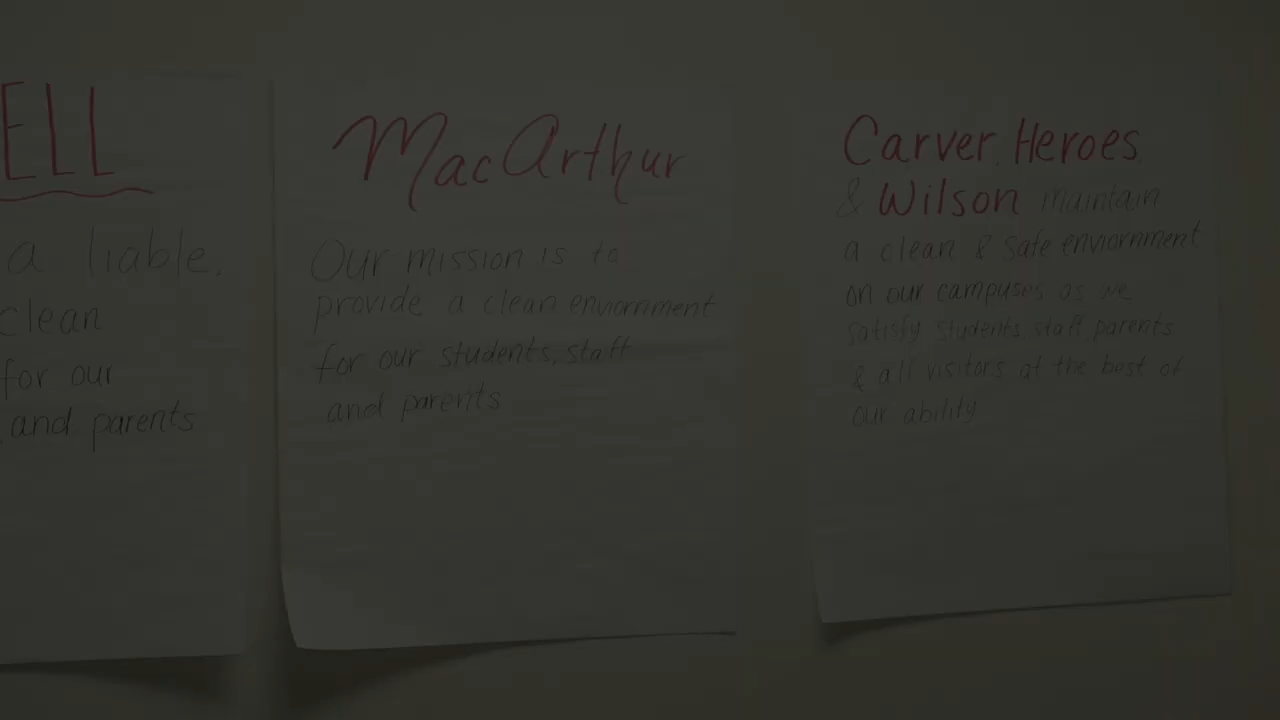 ELL
a liable,
clean
for our
and parents
MacArthur
Our mission is to
provide a clean enviornment
for our students, staff
and parents
Carver Heroes
& Wilson maintain
a clean & safe enviornment
on our campuses as we
satisfy students, staff parents
& all visitors at the best of
our ability